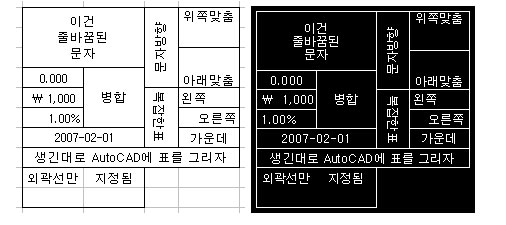 이건
줄바꿈된
문자
문자방향
위쪽맞춤
아래맞춤
0.000
₩ 1,000
1.00%
병합
왼쪽
오른쪽
2007-02-01
가운데
생긴대로 AutoCAD에 표를 그리자
외곽선만 지정됨
이건
줄바꿈된
문자
문자방향
위쪽맞춤
아래맞춤
0.000
₩ 1,000
1.00%
병합
왼쪽
오른쪽
2007-02-01
가운데
생긴대로 AutoCAD에 표를 그리자
외곽선만 지정됨